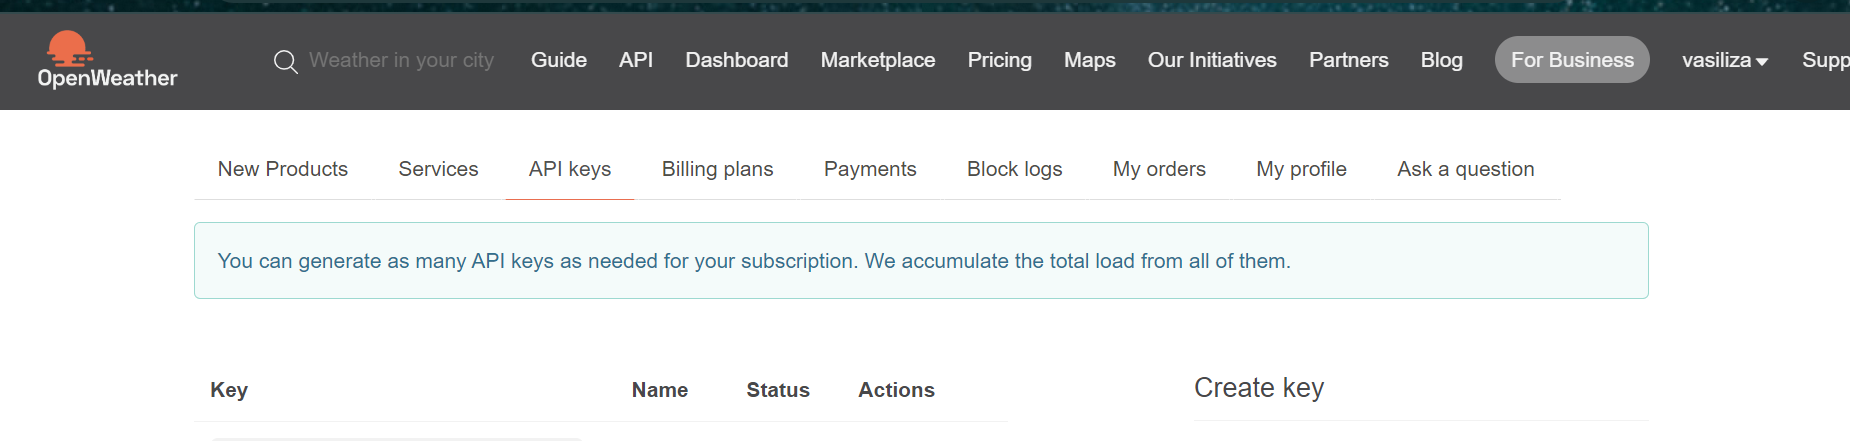 OpenWeather
Weather in your city Guide API Dashboard Marketplace Pricing Maps Our Initiatives Partners Blog For Business vasiliza Supp
New Products Services API keys Billing plans Payments Block logs My orders My profile Ask a question
You can generate as many API keys as needed for your subscription. We accumulate the total load from all of them.
Key Name Status Actions
Create key